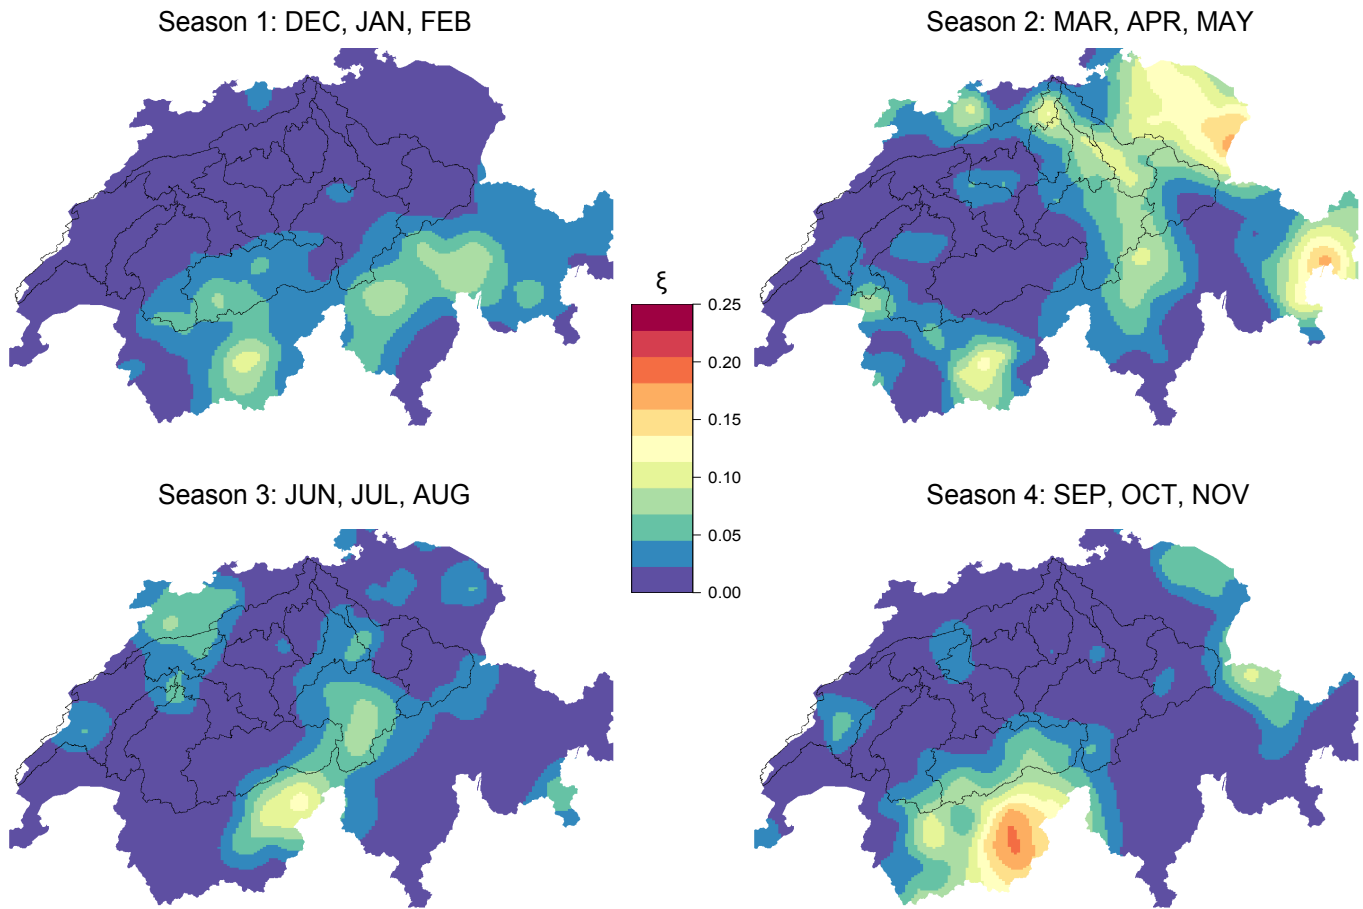 Season 1: DEC, JAN, FEB
Season 2: MAR, APR, MAY
ξ
0.25
0.20
0.15
0.10
0.05
0.00
Season 3: JUN, JUL, AUG
Season 4: SEP, OCT, NOV